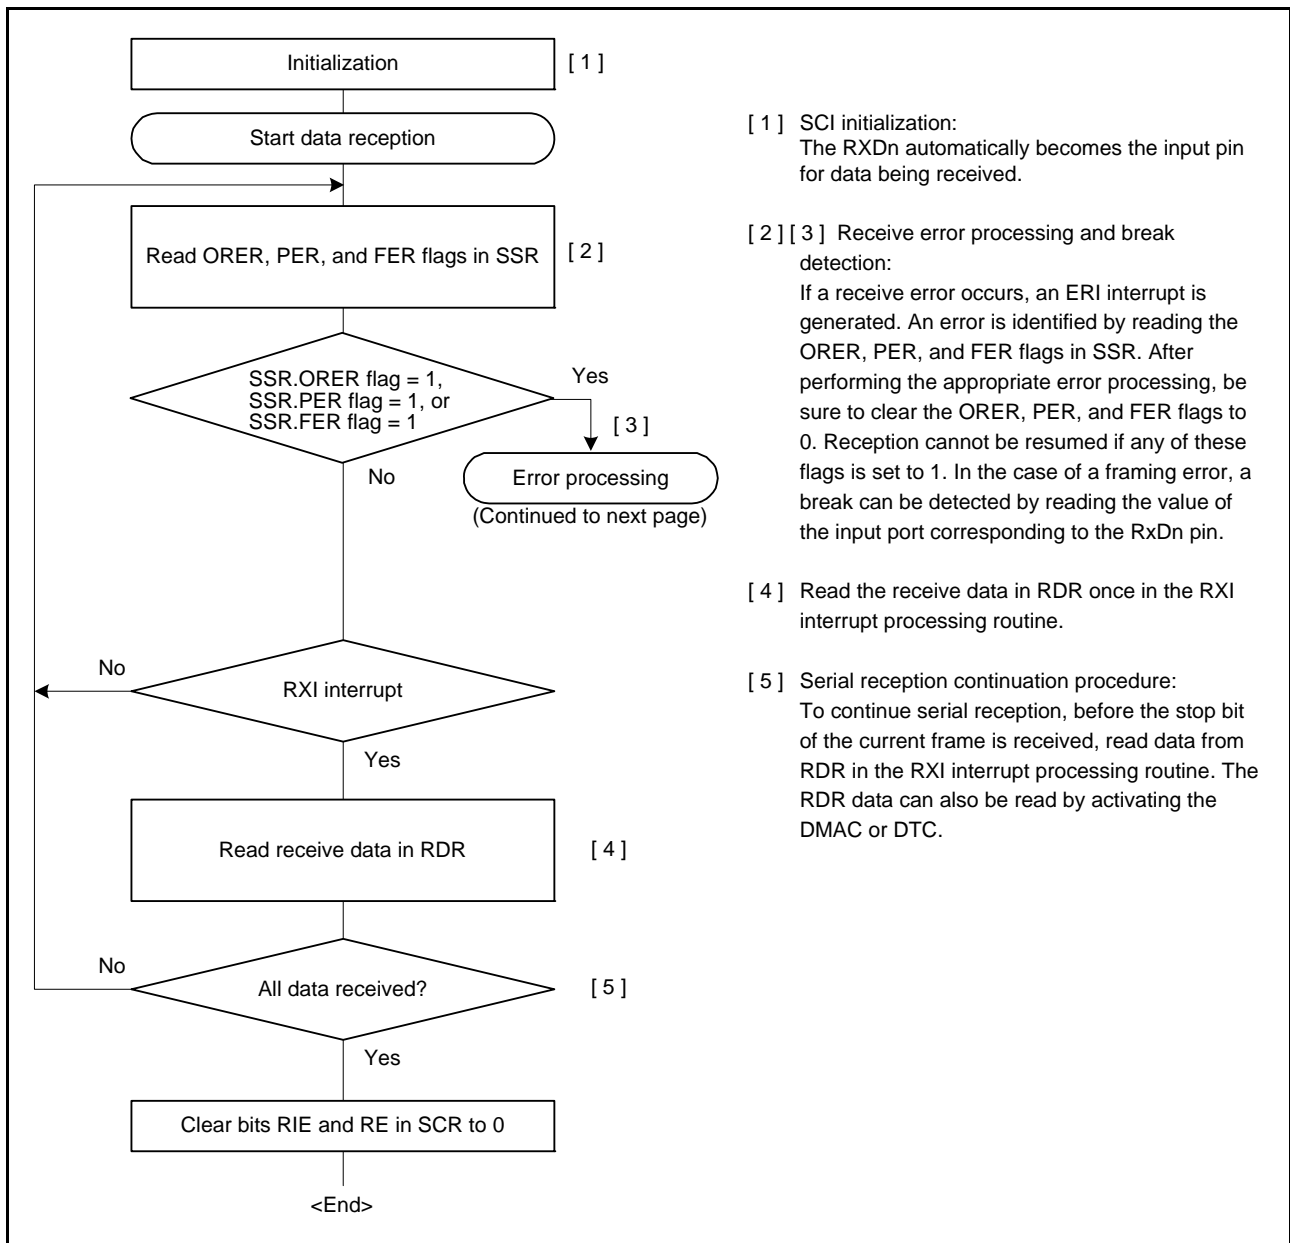 Initialization
[ 1 ]
Start data reception
Read ORER, PER, and FER flags in SSR
[ 2 ]
SSR.ORER flag = 1,
SSR.PER flag = 1, or
SSR.FER flag = 1
Yes
[ 3 ]
No
Error processing
(Continued to next page)
No
RXI interrupt
Yes
Read receive data in RDR
[ 4 ]
No
All data received?
[ 5 ]
Yes
Clear bits RIE and RE in SCR to 0
<End>
[ 1 ] SCI initialization:
The RXDn automatically becomes the input pin
for data being received.
[ 2 ] [ 3 ] Receive error processing and break
detection:
If a receive error occurs, an ERI interrupt is
generated. An error is identified by reading the
ORER, PER, and FER flags in SSR. After
performing the appropriate error processing, be
sure to clear the ORER, PER, and FER flags to
0. Reception cannot be resumed if any of these
flags is set to 1. In the case of a framing error, a
break can be detected by reading the value of
the input port corresponding to the RxDn pin.
[ 4 ] Read the receive data in RDR once in the RXI
interrupt processing routine.
[ 5 ] Serial reception continuation procedure:
To continue serial reception, before the stop bit
of the current frame is received, read data from
RDR in the RXI interrupt processing routine. The
RDR data can also be read by activating the
DMAC or DTC.